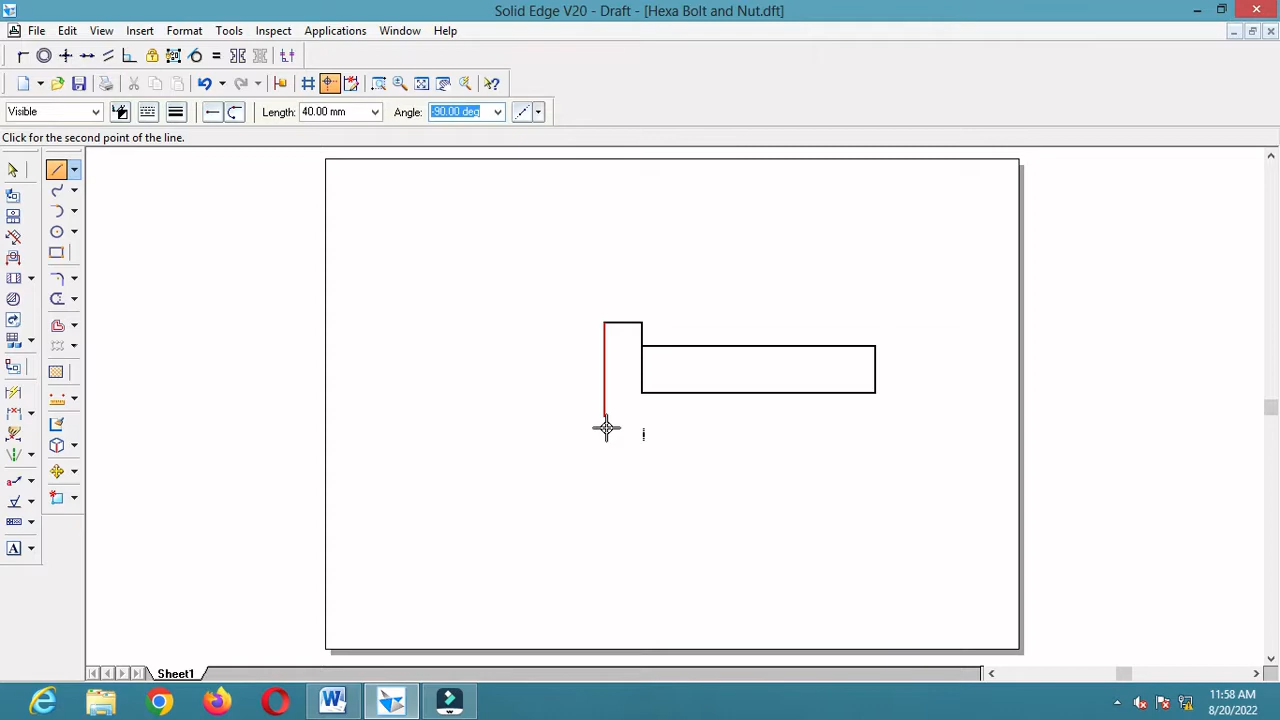 Solid Edge V20 - Draft - [Hexa Bolt and Nut.dft]
File Edit View Insert Format Tools Inspect Applications Window Help
Visible Length: 40.00 mm Angle: -90.00 deg
Click for the second point of the line.
A
Sheet1
11:58 AM
8/20/2022